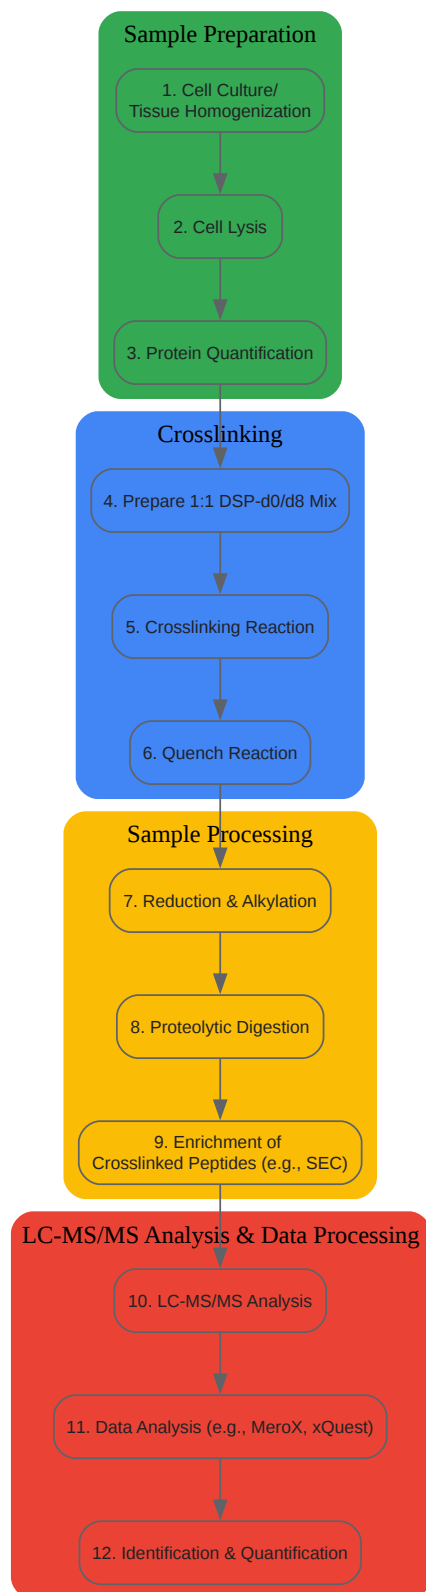 Sample Preparation
1. Cell Culture/
Tissue Homogenization
2. Cell Lysis
3. Protein Quantification
Crosslinking
4. Prepare 1:1 DSP-d0/d8 Mix
5. Crosslinking Reaction
6. Quench Reaction
Sample Processing
7. Reduction & Alkylation
8. Proteolytic Digestion
9. Enrichment of
Crosslinked Peptides (e.g., SEC)
LC-MS/MS Analysis & Data Processing
10. LC-MS/MS Analysis
11. Data Analysis (e.g., MeroX, xQuest)
12. Identification & Quantification